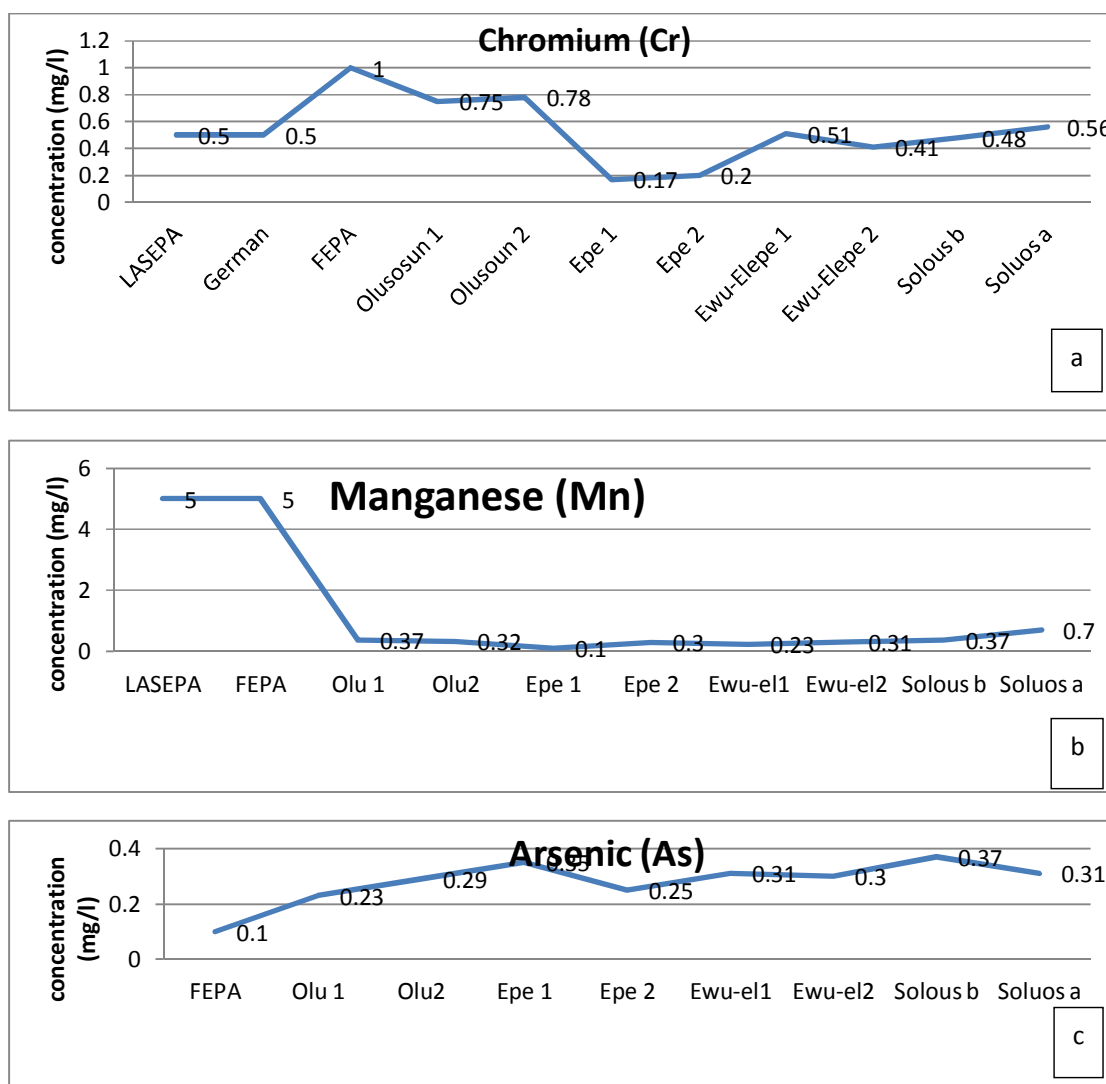 Chromium (Cr)
concentration (mg/l)
1.2
1
0.8
0.6
0.4
0.2
0
0.5
0.5
1
0.75
0.78
0.17
0.2
0.51
0.41
0.48
0.56
LASEPA
German
FEPA
Olusosun 1
Olusoun 2
Epe 1
Epe 2
Ewu-Elepe 1
Ewu-Elepe 2
Solous b
Soluos a
a
Manganese (Mn)
concentration (mg/l)
6
4
2
0
5
5
0.37
0.32
0.1
0.3
0.23
0.31
0.37
0.7
LASEPA
FEPA
Olu 1
Olu2
Epe 1
Epe 2
Ewu-el1
Ewu-el2
Solous b
Soluos a
b
Arsenic (As)
concentration
(mg/l)
0.4
0.2
0
0.1
0.23
0.29
0.35
0.25
0.31
0.3
0.37
0.31
FEPA
Olu 1
Olu2
Epe 1
Epe 2
Ewu-el1
Ewu-el2
Solous b
Soluos a
c